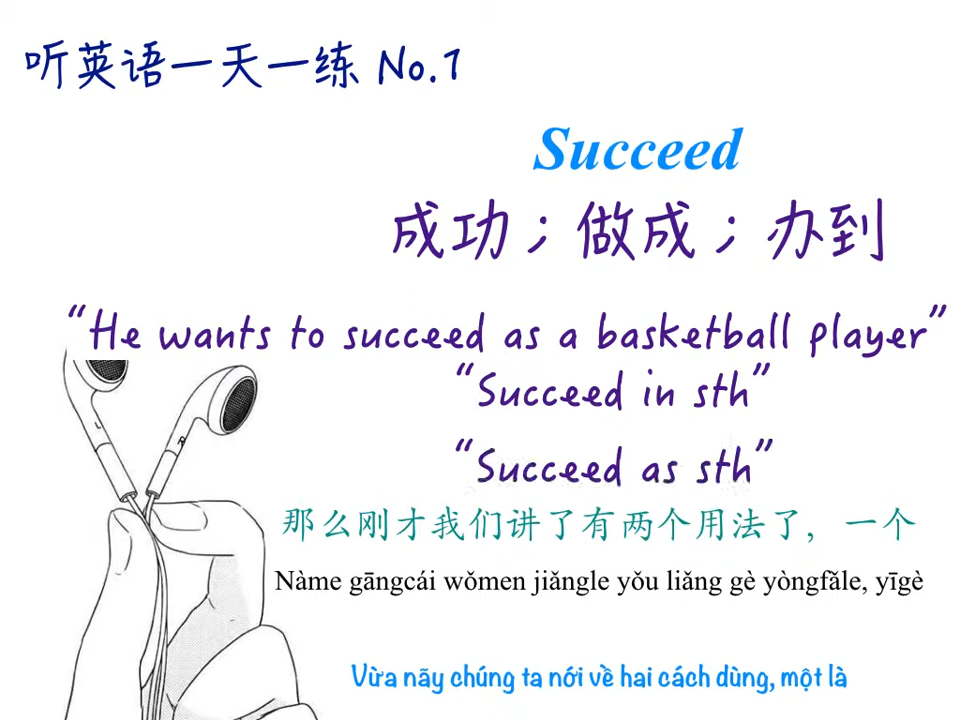 听英语一天一练 No.1
Succeed
成功；做成；办到
“He wants to succeed as a basketball player”
“Succeed in sth”
“Succeed as sth”
那么刚才我们讲了有两个用法了，一个
Nàme gāngcái wǒmen jiǎngle yǒu liǎng gè yòngfǎle, yīgè
Vừa nãy chúng ta nới về hai cách dùng, một là